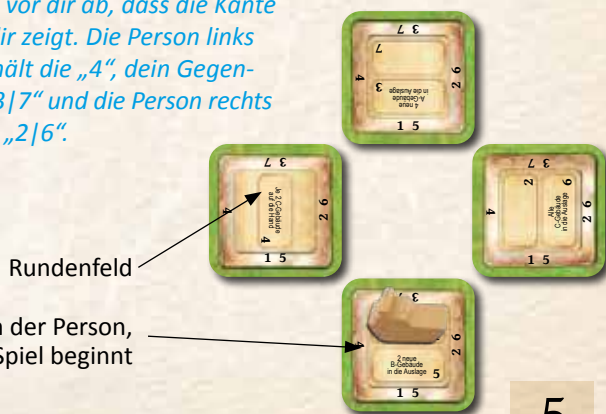 vor dir ab, dass die Kante
dir zeigt. Die Person links
hält die „4“, dein Gegen-
3|7“ und die Person rechts
„2|6“.
3 7
7
4
3
4 neue
A-Gebäude
in die Auslage
2 6
1 5
3 7
4
Je 2 C-Gebäude
auf die Hand
4
2 6
1 5
3 7
4
2
6
Alle
C-Gebäude
in die Auslage
2 6
1 5
Rundenfeld
der Person,
Spiel beginnt
3
4
2 neue
B-Gebäude
in die Auslage
5
2 6
1 5
5